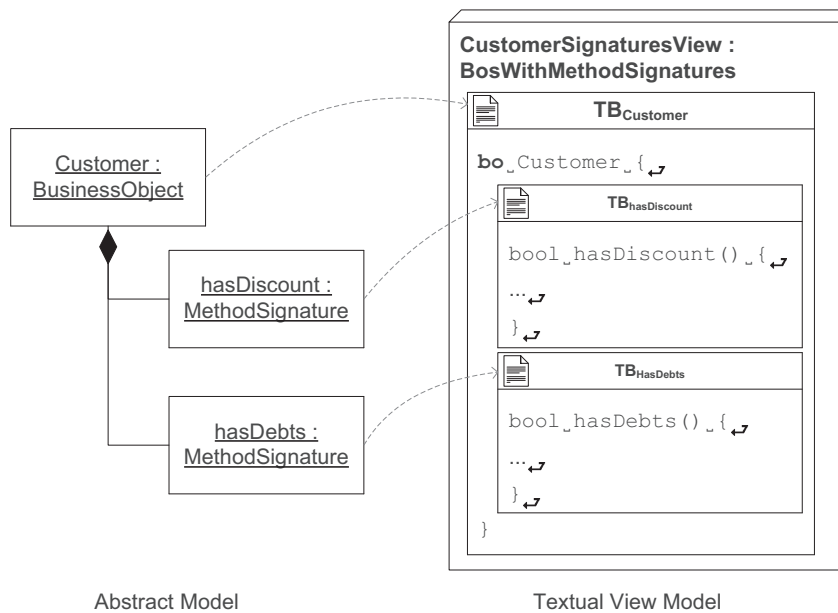 CustomerSignaturesView :
BosWithMethodSignatures
TBCustomer
Customer :
BusinessObject
bo␣Customer␣{↵
TBhasDiscount
bool␣hasDiscount()␣{↵
...↵
}↵
hasDiscount :
MethodSignature
TBHasDebts
bool␣hasDebts()␣{↵
...↵
}↵
hasDebts :
MethodSignature
}
Abstract Model
Textual View Model